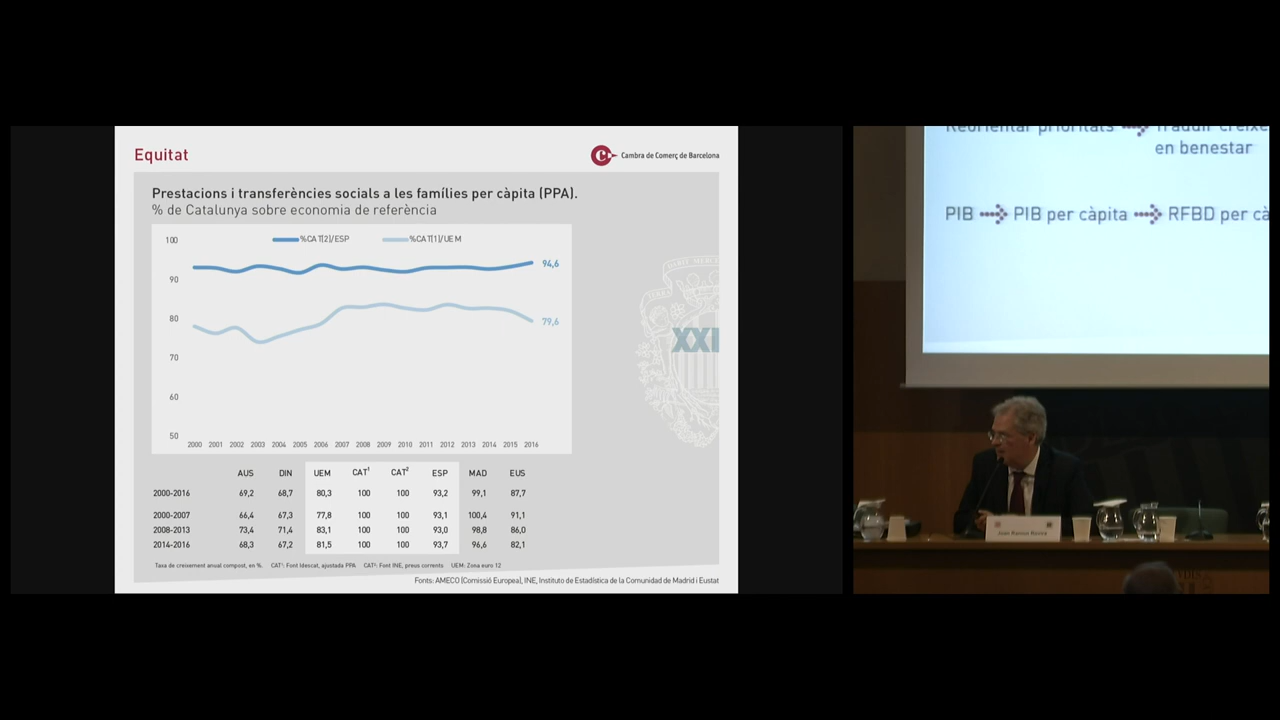 Equitat
Cambra de Comerç de Barcelona
Prestacions i transferències socials a les famílies per càpita (PPA).
% de Catalunya sobre economia de referència
%CAT(2)/ESP %CAT(1)/UEM
100
90
80
70
60
50
94,6
79,6
2000 2001 2002 2003 2004 2005 2006 2007 2008 2009 2010 2011 2012 2013 2014 2015 2016
XXI
AUS DIN UEM CAT¹ CAT² ESP MAD EUS
2000-2016 69,2 68,7 80,3 100 100 93,2 99,1 87,7
2000-2007 66,4 67,3 77,8 100 100 93,1 100,4 91,1
2008-2013 73,4 71,4 83,1 100 100 93,0 98,8 86,0
2014-2016 68,3 67,2 81,5 100 100 93,7 96,6 82,1
Taxa de creixement anual compost, en %. CAT¹: Font Idescat, ajustada PPA CAT²: Font INE, preus corrents UEM: Zona euro 12
Fonts: AMECO (Comissió Europea), INE, Instituto de Estadística de la Comunidad de Madrid i Eustat
Reorientar prioritats Traduir creixe
en benestar
PIB PIB per càpita RFBD per cà